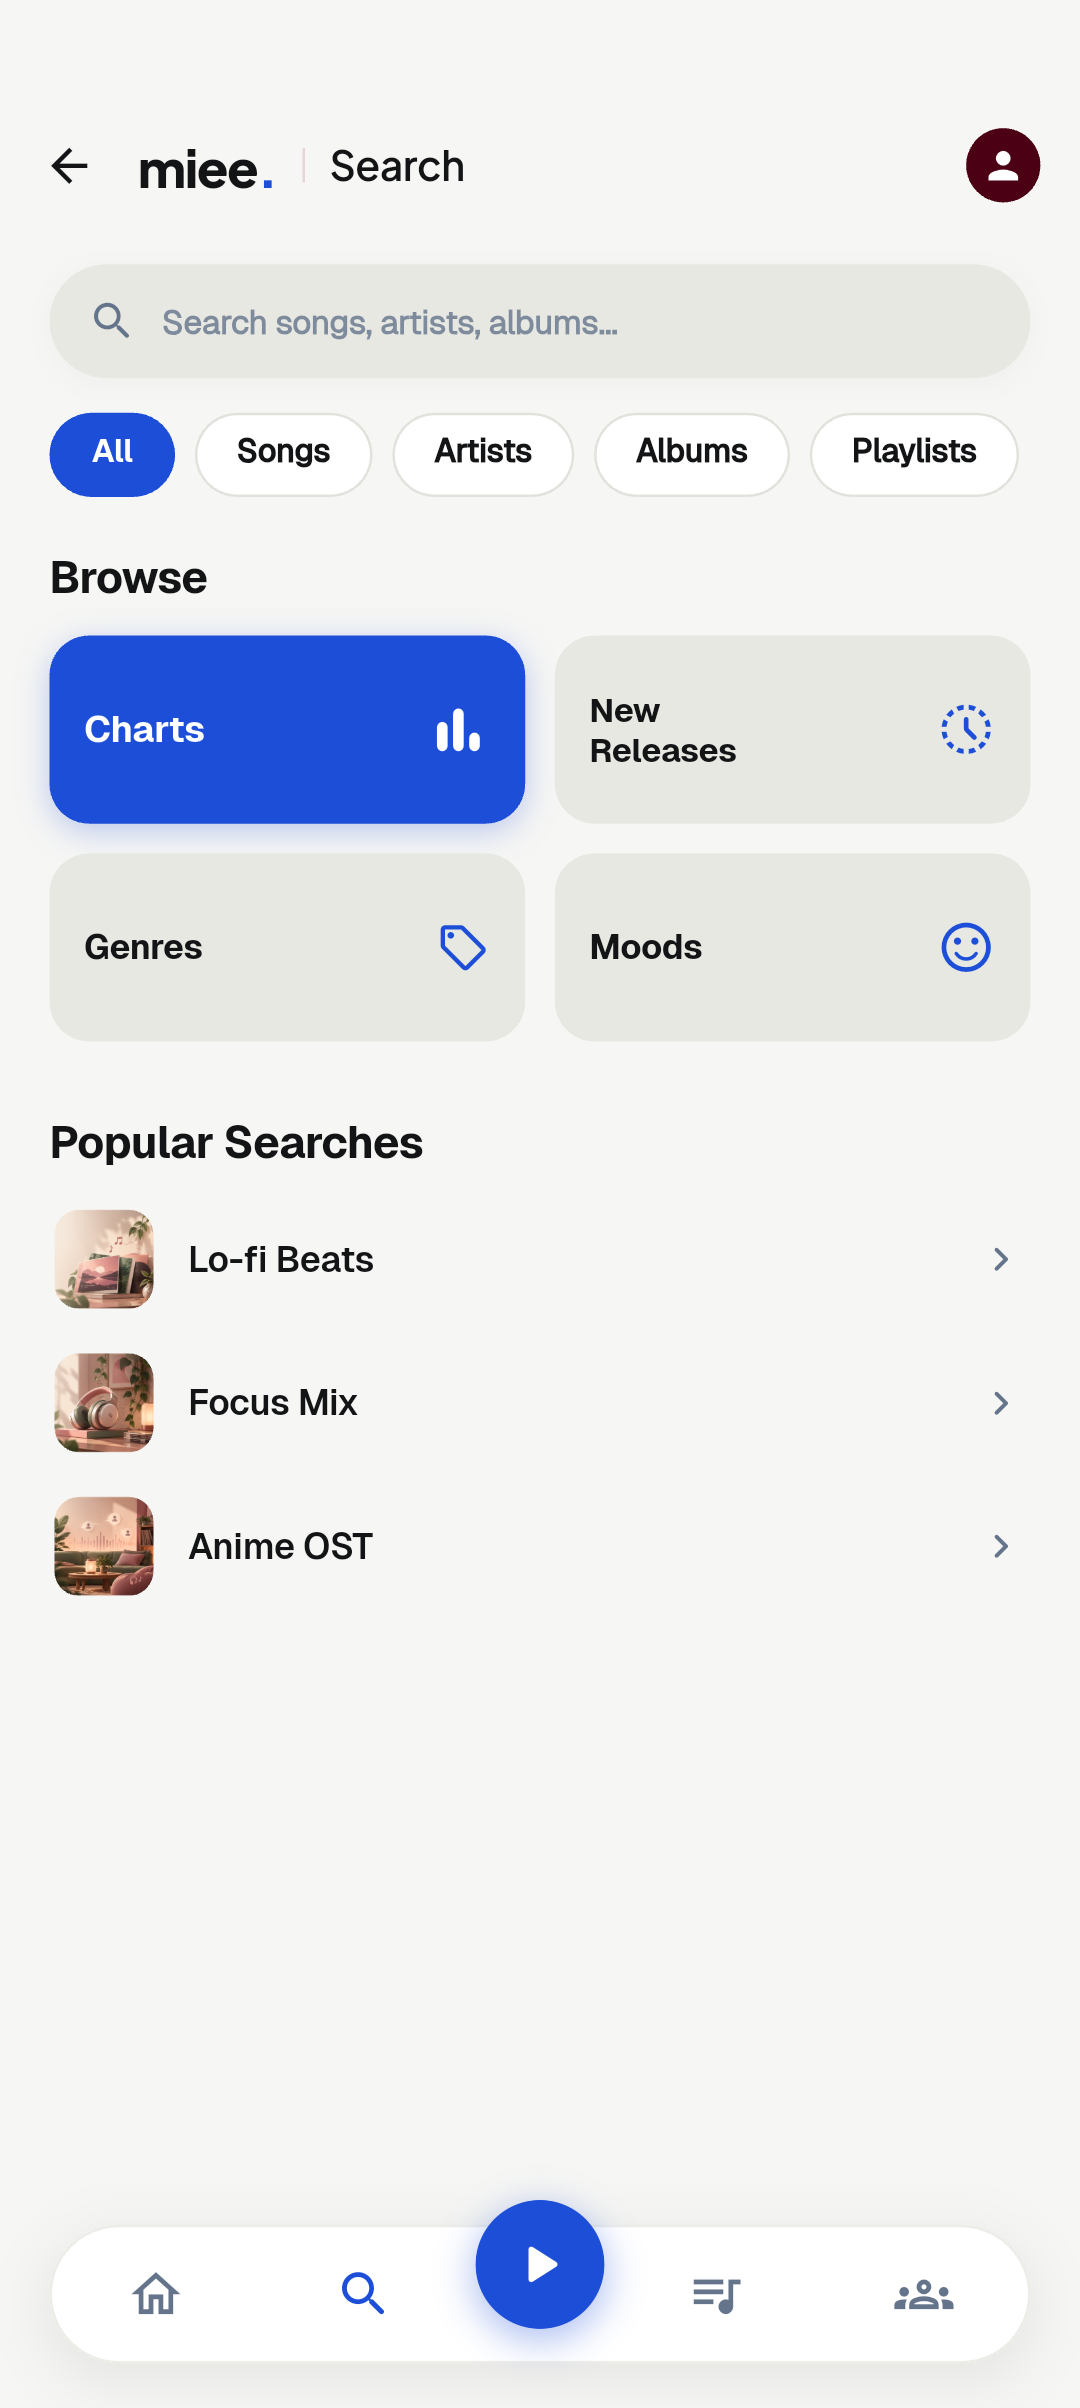 miee.
Search
Search songs, artists, albums...
All
Songs
Artists
Albums
Playlists
Browse
Charts
New
Releases
Genres
Moods
Popular Searches
Lo-fi Beats
Focus Mix
Anime OST